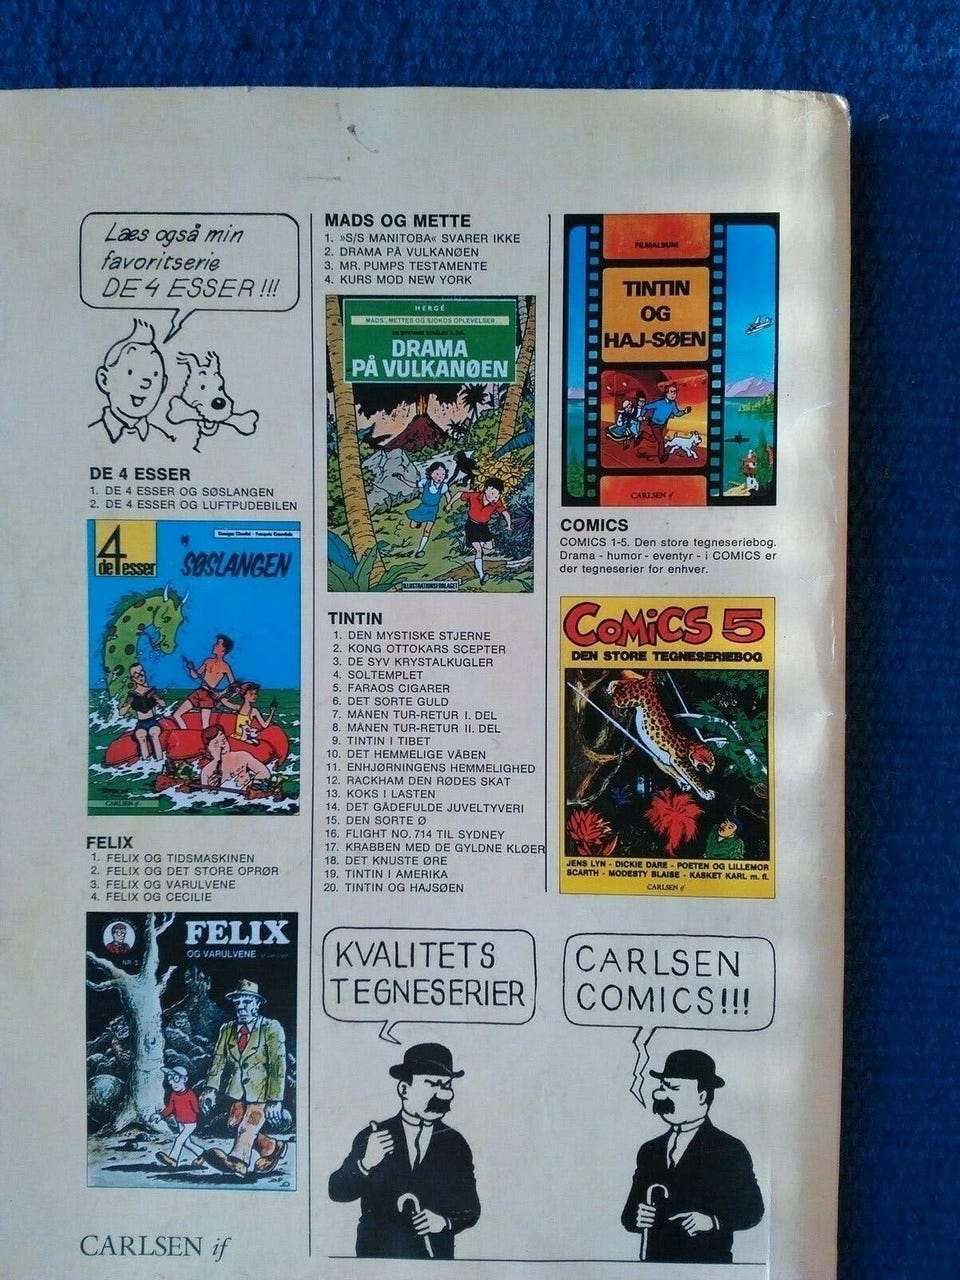 Læs også min
favoritserie
DE 4 ESSER!!!
DE 4 ESSER
1. DE 4 ESSER OG SØSLANGEN
2. DE 4 ESSER OG LUFTPUDEBILEN
4
de esser
SØSLANGEN
CARLSEN if
FELIX
1. FELIX OG TIDSMASKINEN
2. FELIX OG DET STORE OPRØR
3. FELIX OG VARULVENE
4. FELIX OG CECILIE
FELIX
OG VARULVENE
NR. 3
CARLSEN if
MADS OG METTE
1. »S/S MANITOBA« SVARER IKKE
2. DRAMA PÅ VULKANØEN
3. MR. PUMPS TESTAMENTE
4. KURS MOD NEW YORK
HERGÉ
MADS', METTES OG SJOKOS OPLEVELSER
DRAMA
PÅ VULKANØEN
ILLUSTRATIONSFORLAGET
TINTIN
1. DEN MYSTISKE STJERNE
2. KONG OTTOKARS SCEPTER
3. DE SYV KRYSTALKUGLER
4. SOLTEMPLET
5. FARAOS CIGARER
6. DET SORTE GULD
7. MÅNEN TUR-RETUR I. DEL
8. MÅNEN TUR-RETUR II. DEL
9. TINTIN I TIBET
10. DET HEMMELIGE VÅBEN
11. ENHJØRNINGENS HEMMELIGHED
12. RACKHAM DEN RØDES SKAT
13. KOKS I LASTEN
14. DET GÅDEFULDE JUVELTYVERI
15. DEN SORTE Ø
16. FLIGHT NO. 714 TIL SYDNEY
17. KRABBEN MED DE GYLDNE KLØER
18. DET KNUSTE ØRE
19. TINTIN I AMERIKA
20. TINTIN OG HAJSØEN
FILMALBUM
TINTIN
OG
HAJ-SØEN
CARLSEN if
COMICS
COMICS 1-5. Den store tegneseriebog.
Drama - humor - eventyr - i COMICS er
der tegneserier for enhver.
COMICS 5
DEN STORE TEGNESERIEBOG
JENS LYN - DICKIE DARE - POETEN OG LILLEMOR
SCARTH - MODESTY BLAISE - KASKET KARL m. fl.
CARLSEN if
KVALITETS
TEGNESERIER
CARLSEN
COMICS!!!